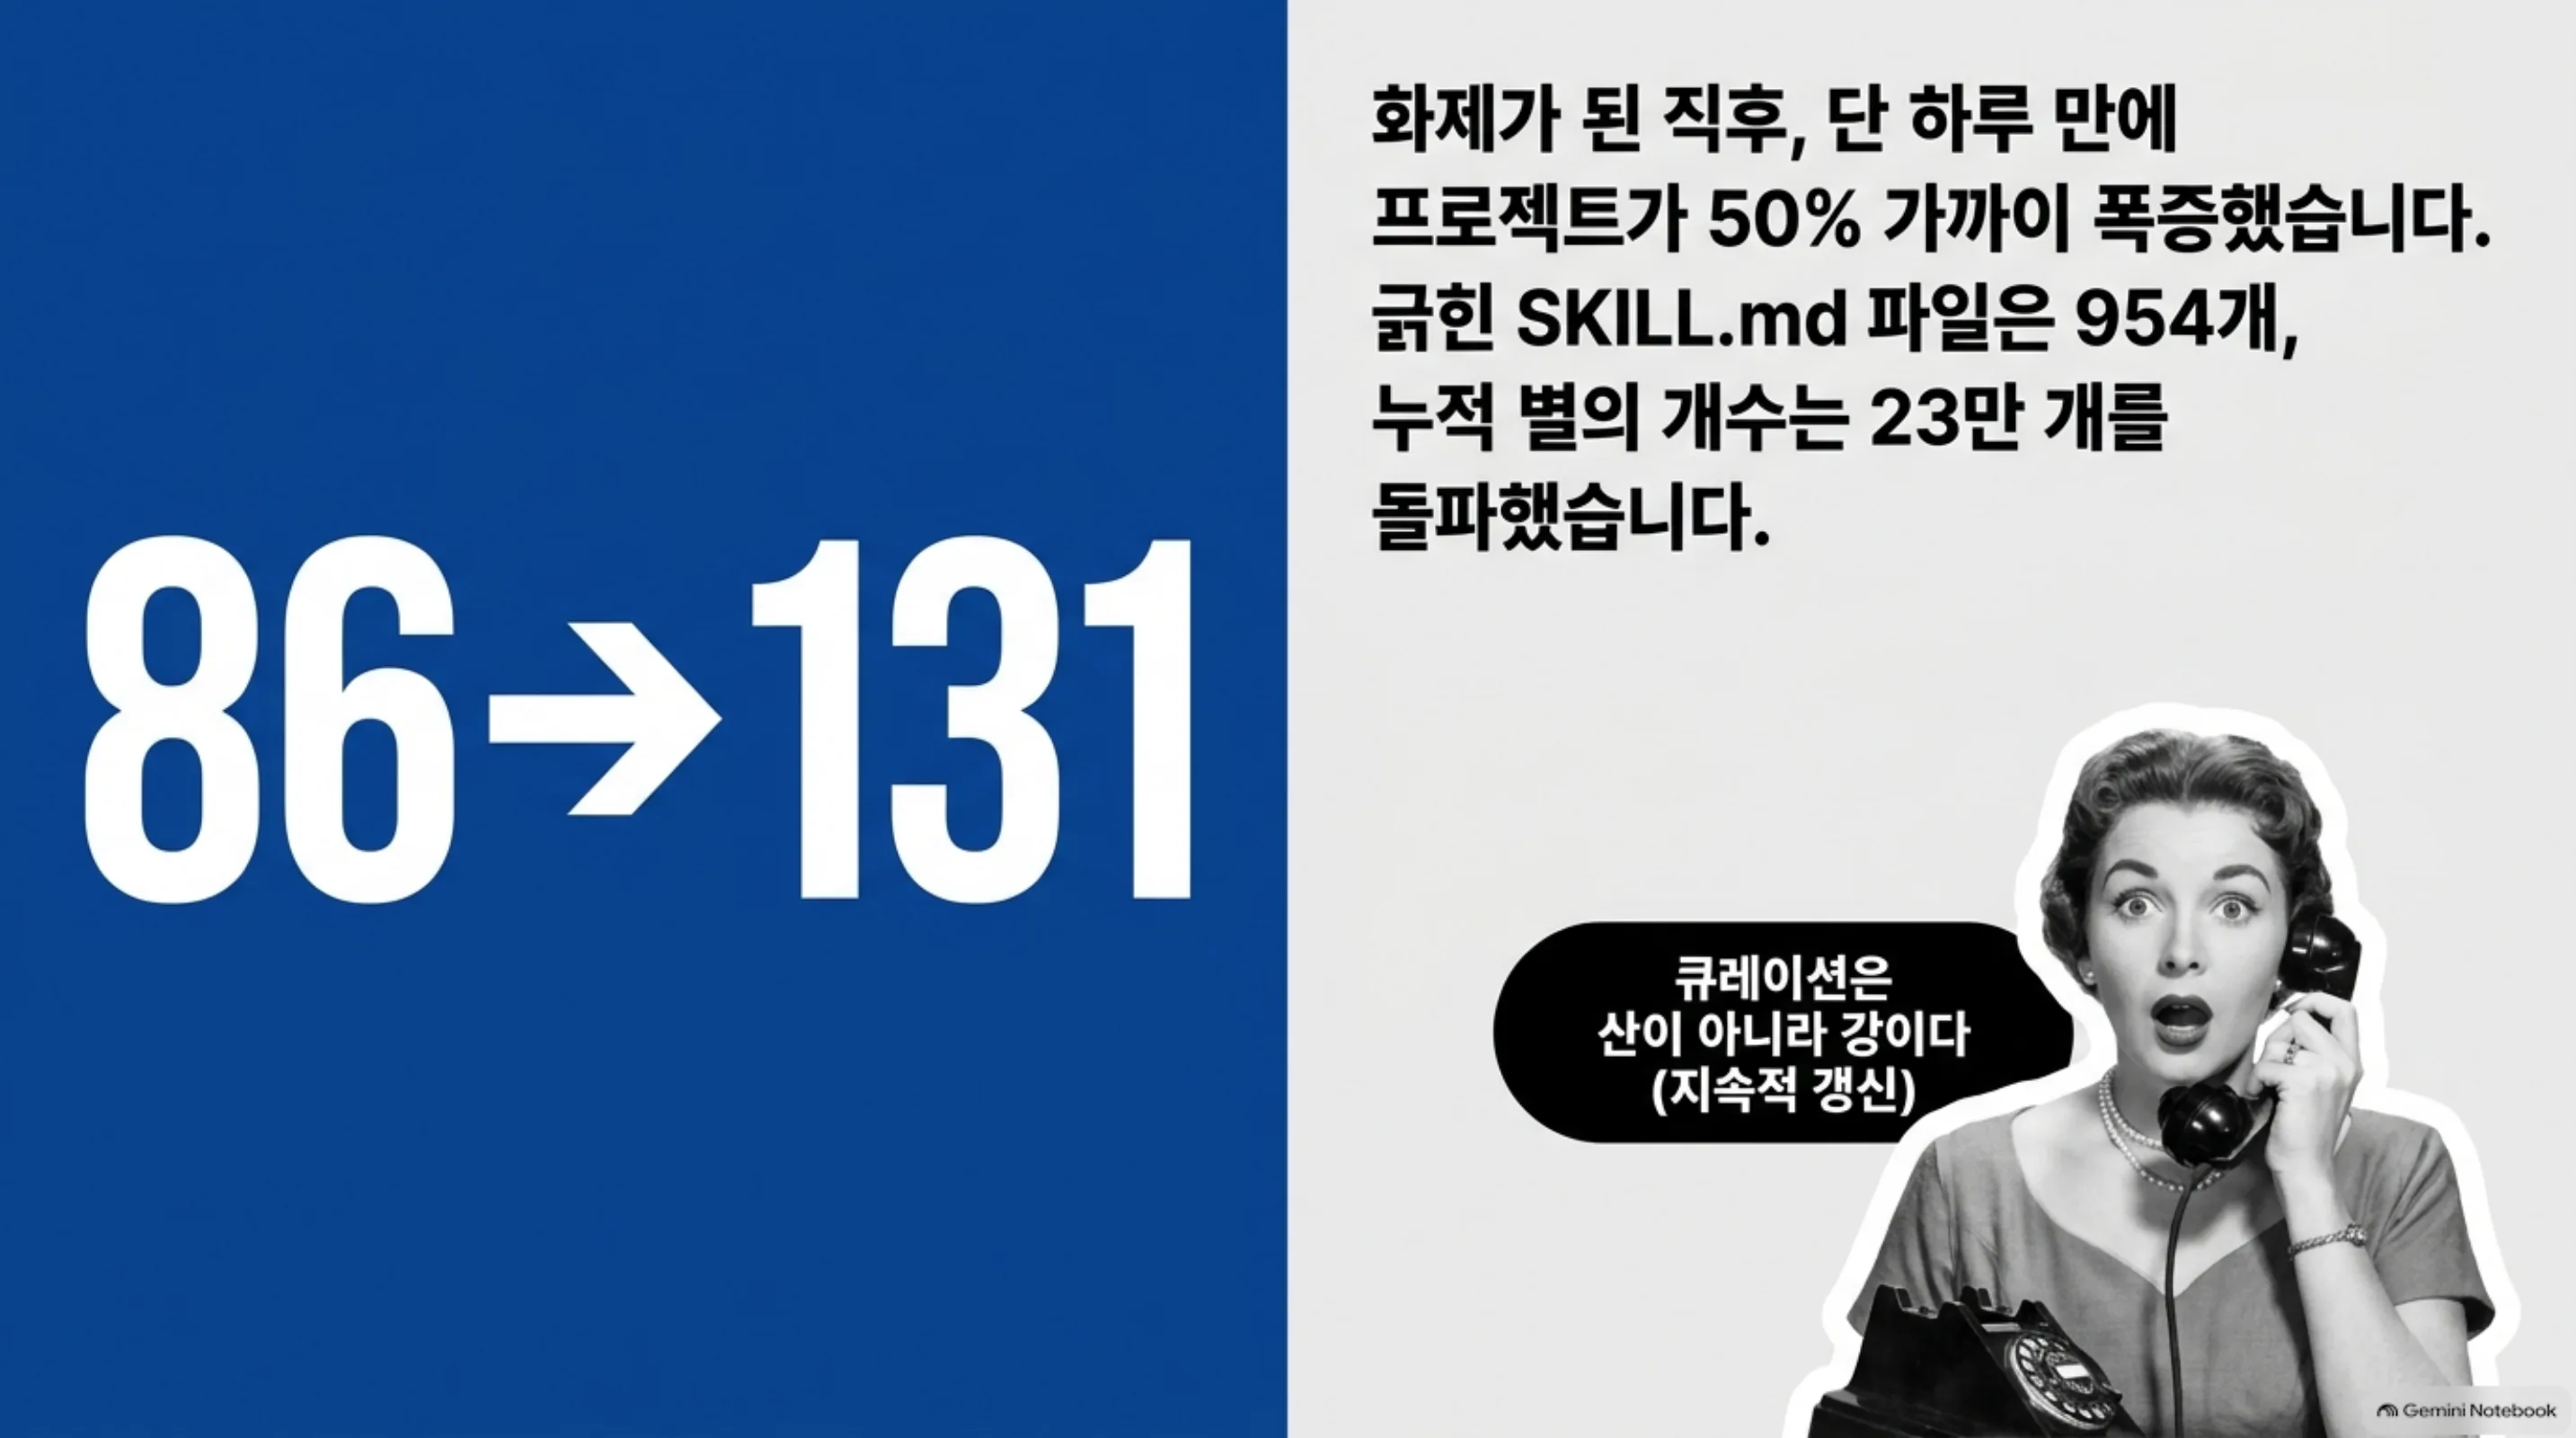 86→131
화제가 된 직후, 단 하루 만에
프로젝트가 50% 가까이 폭증했습니다.
긁힌 SKILL.md 파일은 954개,
누적 별의 개수는 23만 개를
돌파했습니다.
큐레이션은
산이 아니라 강이다
(지속적 갱신)
Gemini Notebook